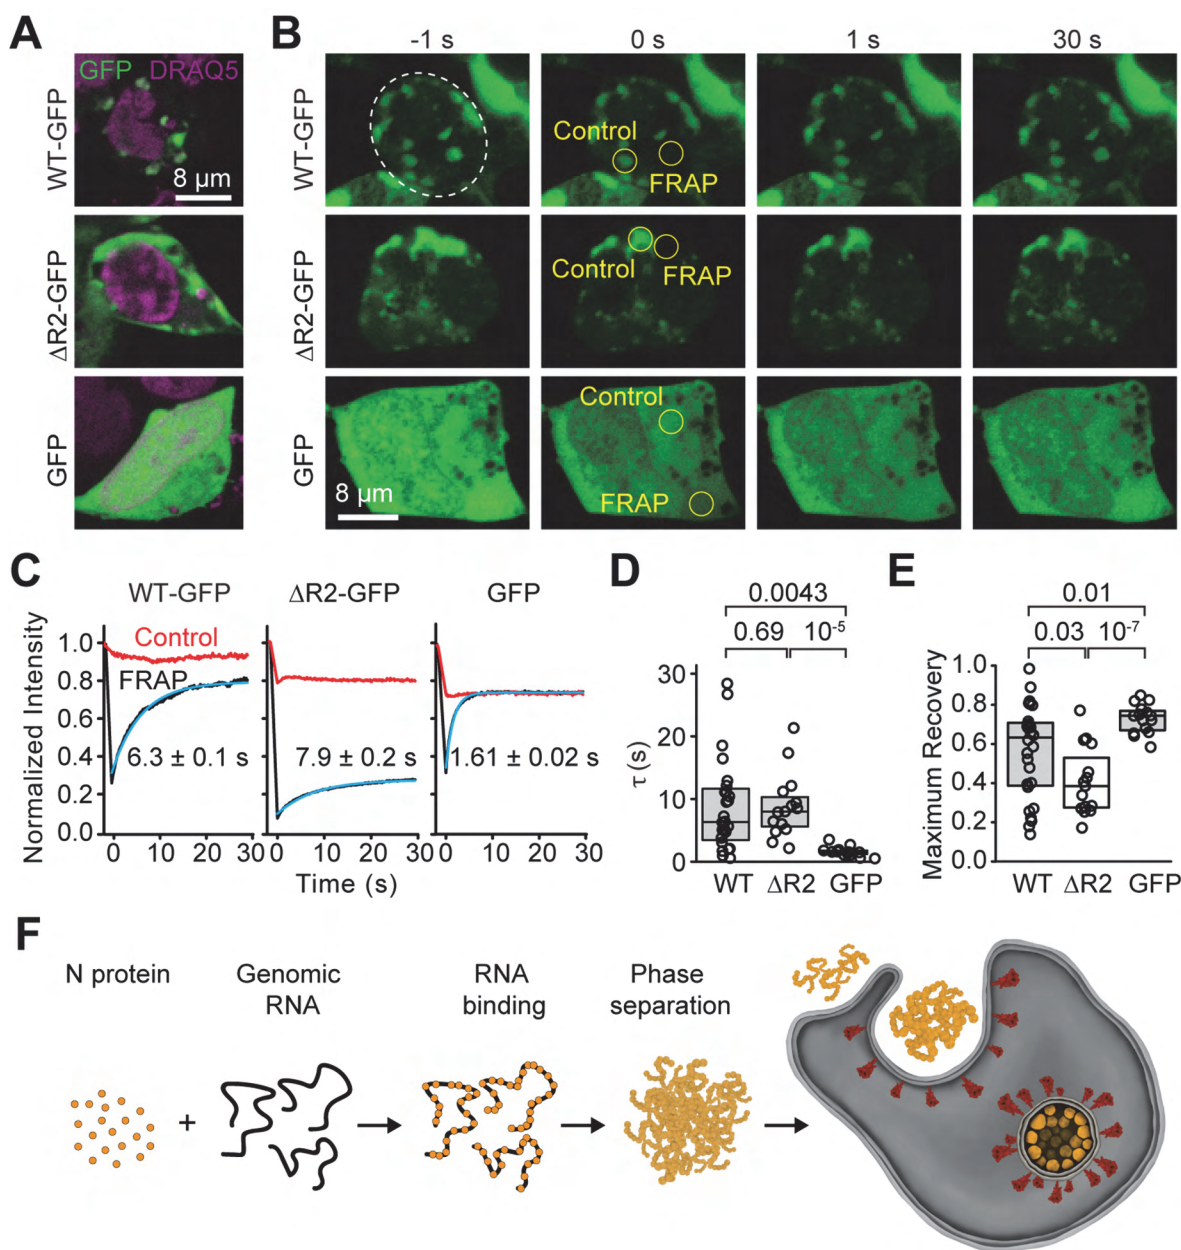 A
GFP DRAQ5
WT-GFP
8 µm
ΔR2-GFP
GFP
B
-1 s 0 s 1 s 30 s
WT-GFP
Control
FRAP
ΔR2-GFP
Control
FRAP
GFP
Control
FRAP
8 µm
C
WT-GFP ΔR2-GFP GFP
Normalized Intensity
1.0
0.8
0.6
0.4
0.2
0.0
Control
FRAP
6.3 ± 0.1 s 7.9 ± 0.2 s 1.61 ± 0.02 s
0 10 20 30 0 10 20 30 0 10 20 30
Time (s)
D
0.0043
0.69 10⁻⁵
τ (s)
30
20
10
0
WT ΔR2 GFP
E
0.01
0.03 10⁻⁷
Maximum Recovery
1.0
0.8
0.6
0.4
0.2
0.0
WT ΔR2 GFP
F
N protein
+
Genomic
RNA
RNA
binding
Phase
separation